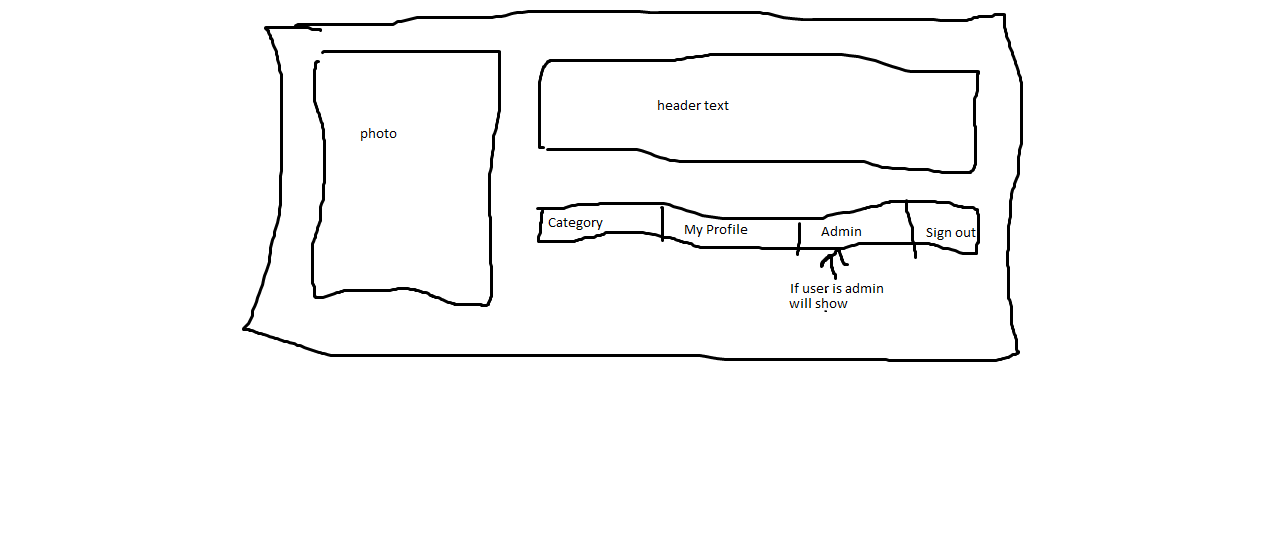 header text
photo
Category
My Profile
Admin
Sign out
If user is admin
will show